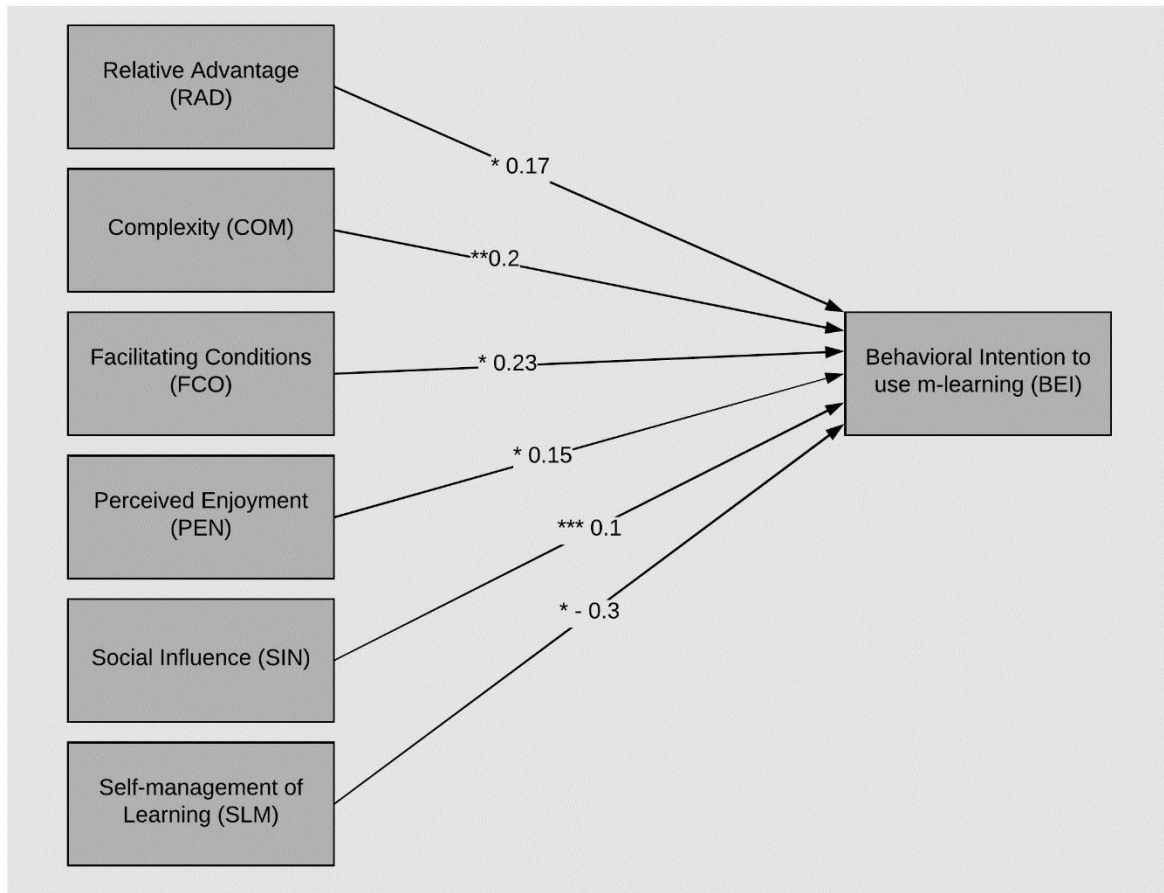 Relative Advantage
(RAD)
* 0.17
Complexity (COM)
**0.2
Facilitating Conditions
(FCO)
* 0.23
Behavioral Intention to
use m-learning (BEI)
Perceived Enjoyment
(PEN)
* 0.15
*** 0.1
Social Influence (SIN)
* - 0.3
Self-management of
Learning (SLM)